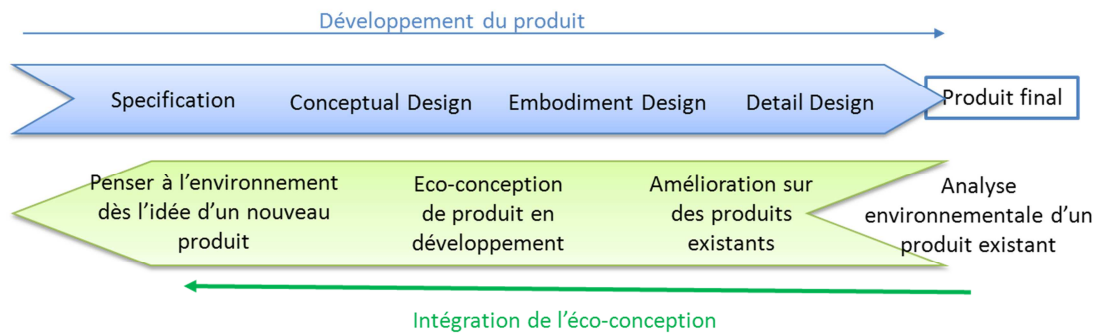 Développement du produit
Specification
Conceptual Design
Embodiment Design
Detail Design
Produit final
Penser à l'environnement
dès l'idée d'un nouveau
produit
Eco-conception
de produit en
développement
Amélioration sur
des produits
existants
Analyse
environnementale d'un
produit existant
Intégration de l'éco-conception